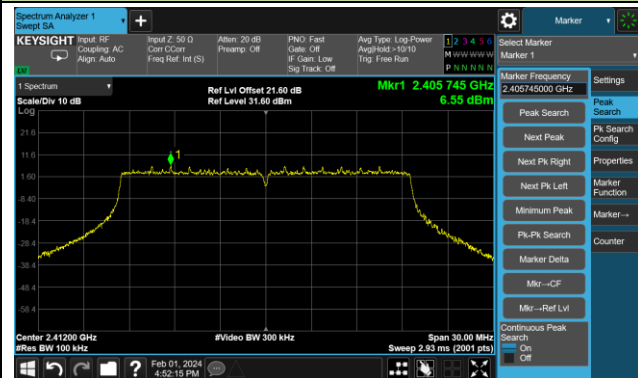 Spectrum Analyzer 1
Swept SA
Marker
KEYSIGHT
Input: RF
Coupling: AC
Align: Auto
Input Z: 50 Ω
Corr CCorr
Freq Ref: Int (S)
Atten: 20 dB
Preamp: Off
PNO: Fast
Gate: Off
IF Gain: Low
Sig Track: Off
Avg Type: Log-Power
Avg|Hold:>10/10
Trig: Free Run
1 2 3 4 5 6
M W W W W W
P N N N N N
LXI
Select Marker
Marker 1
1 Spectrum
Scale/Div 10 dB
Log
Ref Lvl Offset 21.60 dB
Ref Level 31.60 dBm
Mkr1 2.405 745 GHz
6.55 dBm
21.6
11.6
1.60
-8.40
-18.4
-28.4
-38.4
-48.4
-58.4
1
Center 2.41200 GHz
#Res BW 100 kHz
#Video BW 300 kHz
Span 30.00 MHz
Sweep 2.93 ms (2001 pts)
Marker Frequency
2.405745000 GHz
Peak Search
Next Peak
Next Pk Right
Next Pk Left
Minimum Peak
Pk-Pk Search
Marker Delta
Mkr→CF
Mkr→Ref Lvl
Continuous Peak
Search
On
Off
Settings
Peak
Search
Pk Search
Config
Properties
Marker
Function
Marker→
Counter
Feb 01, 2024
4:52:15 PM